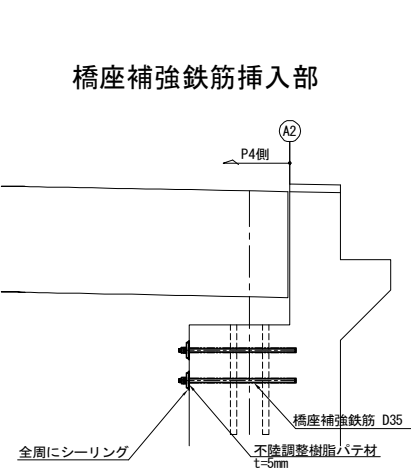 橋座補強鉄筋挿入部
A2
P4側
橋座補強鉄筋 D35
全周にシーリング
不陸調整樹脂パテ材
t=5mm